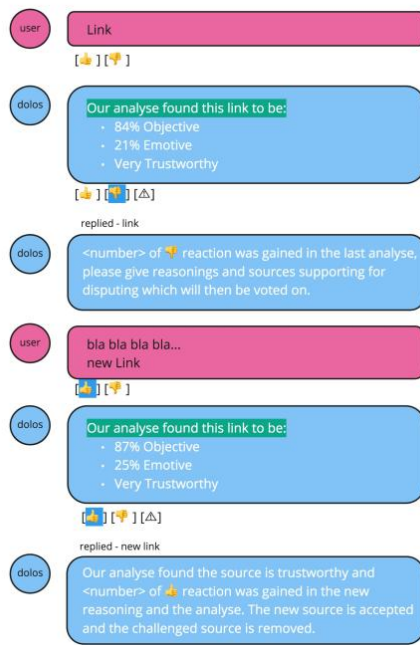 user
Link
[👍] [👎]
dolos
Our analyse found this link to be:
• 84% Objective
• 21% Emotive
• Very Trustworthy
[👍] [👎] [⚠]
replied - link
dolos
<number> of 👎 reaction was gained in the last analyse,
please give reasonings and sources supporting for
disputing which will then be voted on.
user
bla bla bla bla...
new Link
[👍] [👎]
dolos
Our analyse found this link to be:
• 87% Objective
• 25% Emotive
• Very Trustworthy
[👍] [👎] [⚠]
replied - new link
dolos
Our analyse found the source is trustworthy and
<number> of 👍 reaction was gained in the new
reasoning and the analyse. The new source is accepted
and the challenged source is removed.